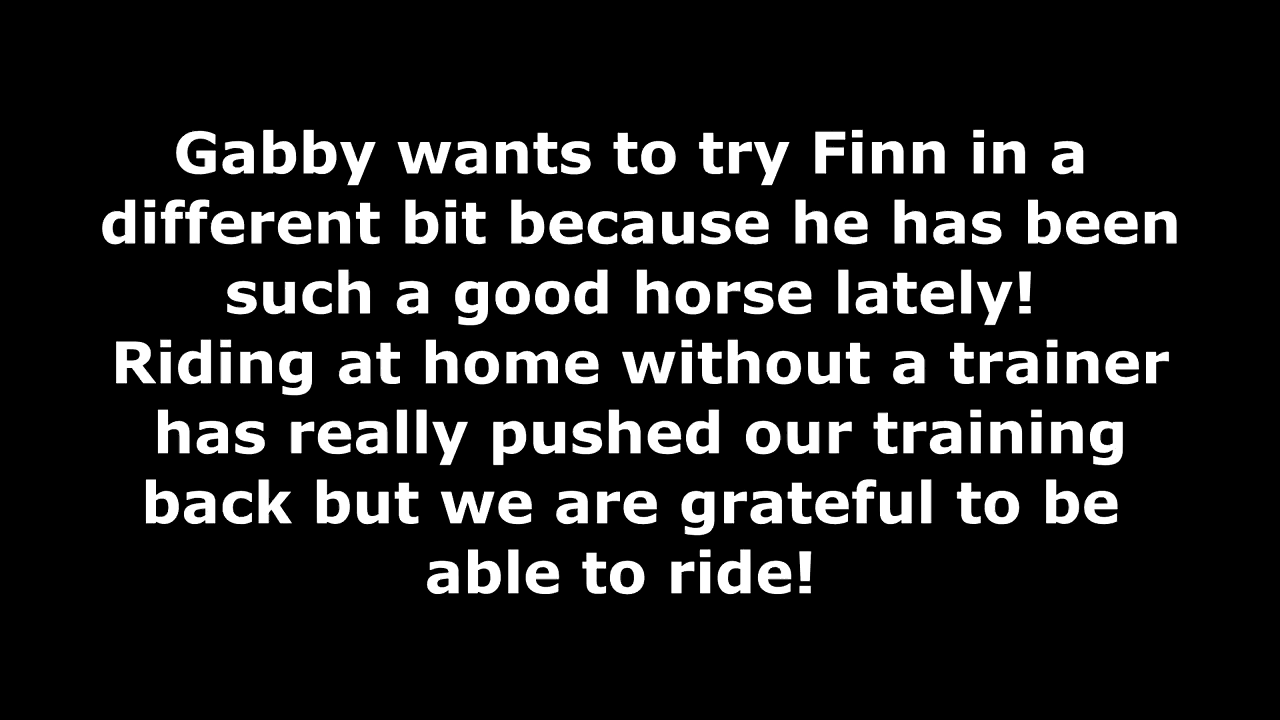 Gabby wants to try Finn in a
different bit because he has been
such a good horse lately!
Riding at home without a trainer
has really pushed our training
back but we are grateful to be
able to ride!